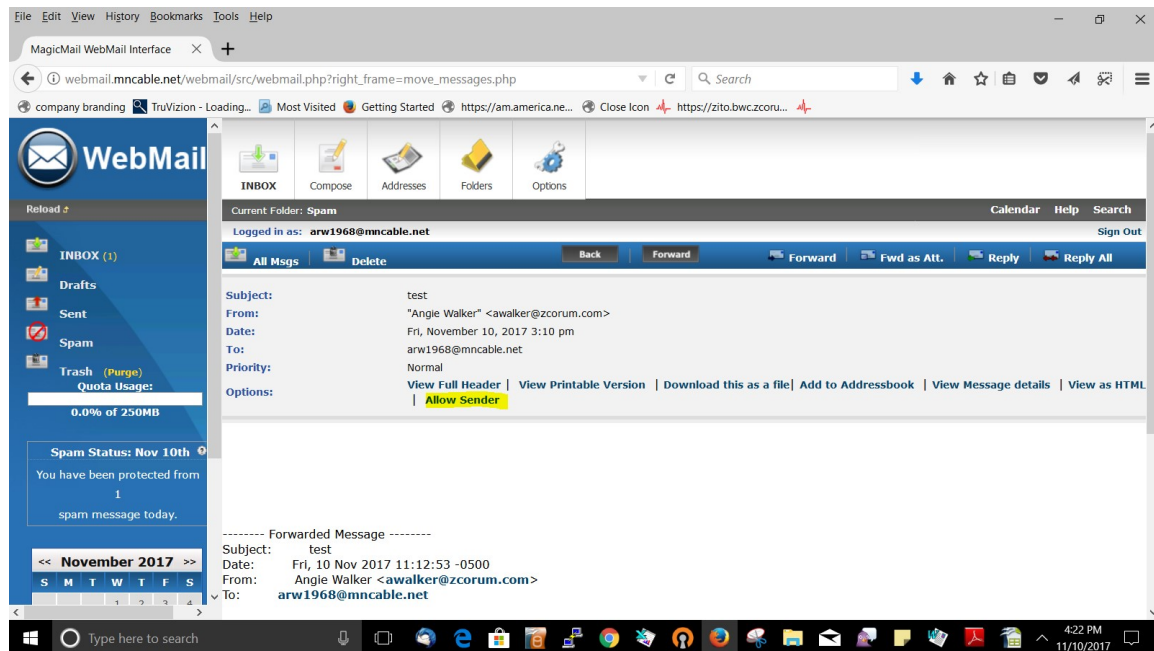 File Edit View History Bookmarks Tools Help
MagicMail WebMail Interface
webmail.mncable.net/webmail/src/webmail.php?right_frame=move_messages.php Search
company branding TruVizion - Loading... Most Visited Getting Started https://am.america.ne... Close Icon https://zito.bwc.zcoru...
WebMail
INBOX Compose Addresses Folders Options
Reload
Current Folder: Spam Calendar Help Search
Logged in as: arw1968@mncable.net Sign Out
All Msgs Delete Back Forward Forward Fwd as Att. Reply Reply All
INBOX (1)
Drafts
Sent
Spam
Trash (Purge)
Quota Usage:
0.0% of 250MB
Subject: test
From: "Angie Walker" <awalker@zcorum.com>
Date: Fri, November 10, 2017 3:10 pm
To: arw1968@mncable.net
Priority: Normal
Options: View Full Header | View Printable Version | Download this as a file| Add to Addressbook | View Message details | View as HTML
| Allow Sender
Spam Status: Nov 10th
You have been protected from
1
spam message today.
<< November 2017 >>
S M T W T F S
1 2 3 4
-------- Forwarded Message --------
Subject: test
Date: Fri, 10 Nov 2017 11:12:53 -0500
From: Angie Walker <awalker@zcorum.com>
To: arw1968@mncable.net
Type here to search
4:22 PM
11/10/2017